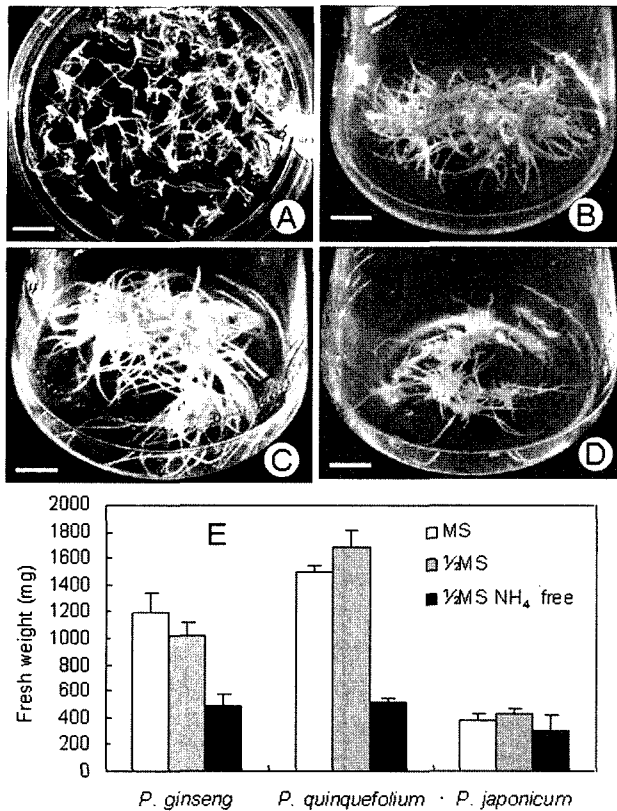 A
B
C
D
E
Fresh weight (mg)
2000
1800
1600
1400
1200
1000
800
600
400
200
0
MS
½MS
½MS NH₄ free
P. ginseng
P. quinquefolium
P. japonicum